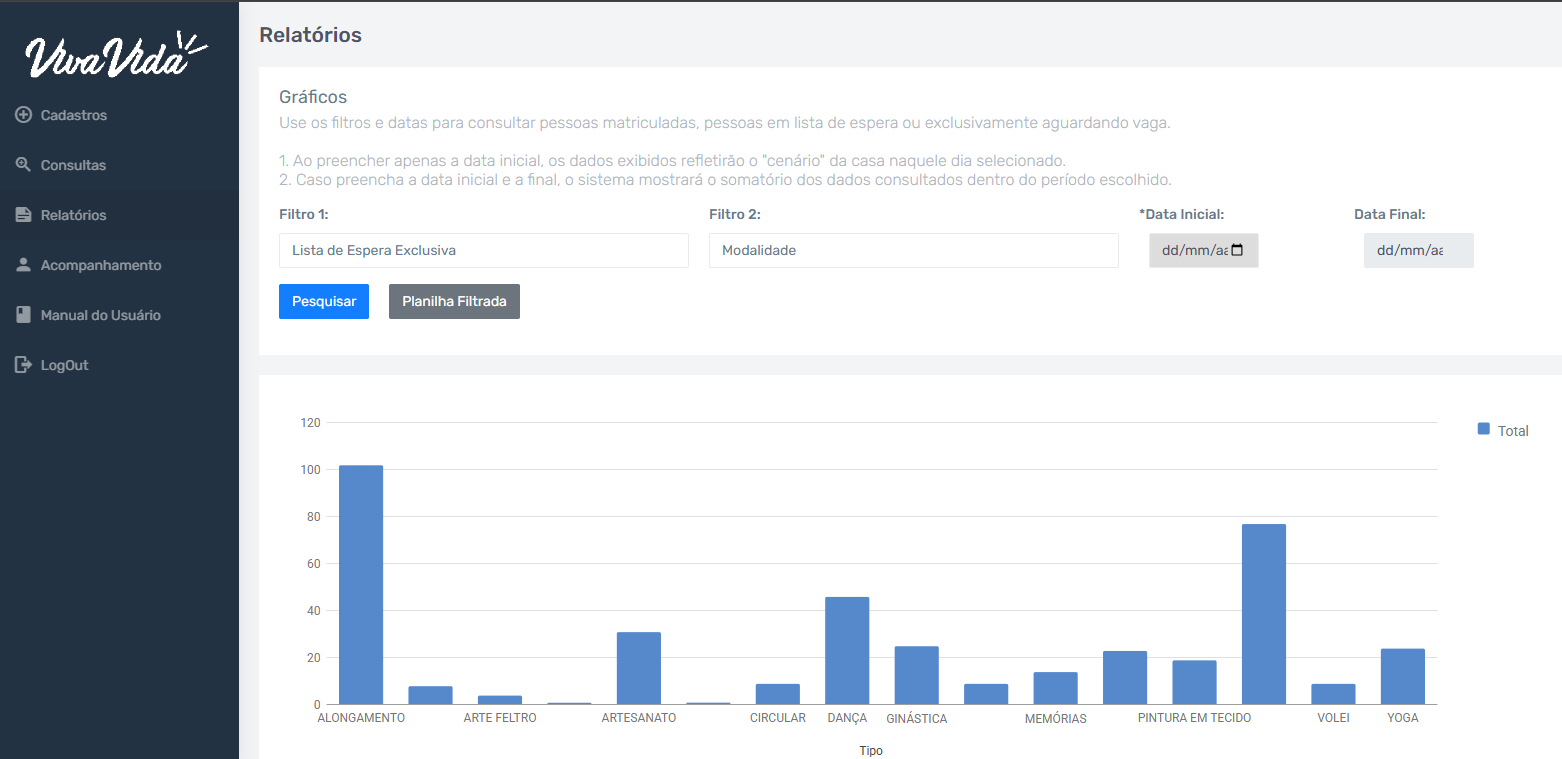 VivaVida
Relatórios
Cadastros
Consultas
Relatórios
Acompanhamento
Manual do Usuário
LogOut
Gráficos
Use os filtros e datas para consultar pessoas matriculadas, pessoas em lista de espera ou exclusivamente aguardando vaga.
1. Ao preencher apenas a data inicial, os dados exibidos refletirão o "cenário" da casa naquele dia selecionado.
2. Caso preencha a data inicial e a final, o sistema mostrará o somatório dos dados consultados dentro do período escolhido.
Filtro 1: Filtro 2: *Data Inicial: Data Final:
Lista de Espera Exclusiva Modalidade dd/mm/aa dd/mm/aa
Pesquisar Planilha Filtrada
120
Total
100
80
60
40
20
0
ALONGAMENTO ARTE FELTRO ARTESANATO CIRCULAR DANÇA GINÁSTICA MEMÓRIAS PINTURA EM TECIDO VOLEI YOGA
Tipo